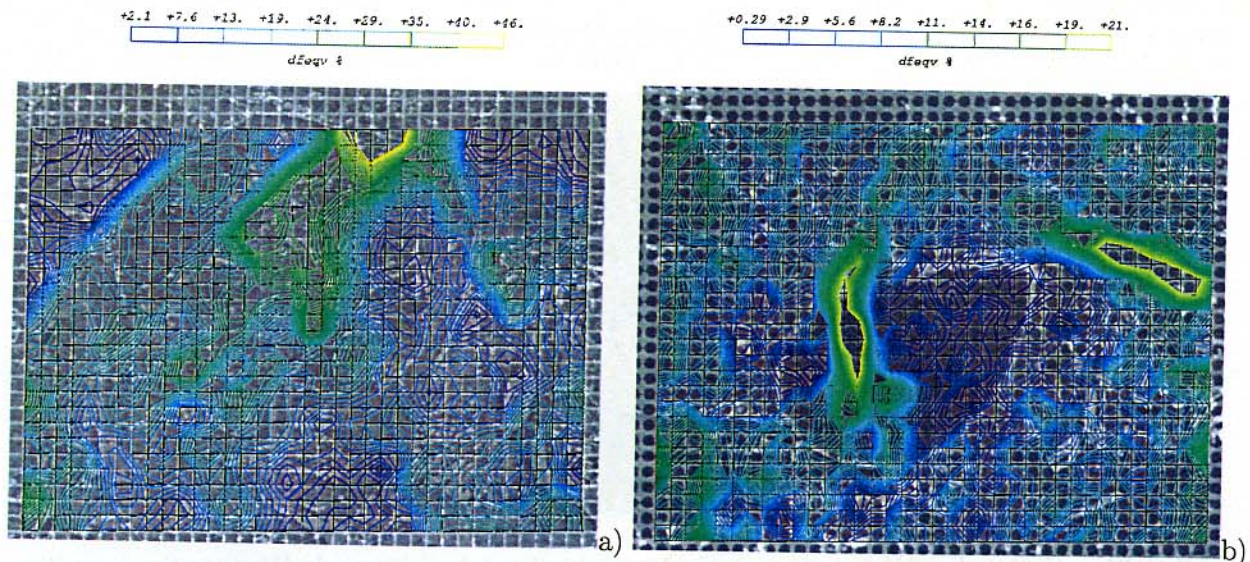 +2.1 +7.6 +13. +19. +24. +29. +35. +40. +46.
dfeqv %
+0.29 +2.9 +5.6 +8.2 +11. +14. +16. +19. +21.
dfeqv %
a)
b)